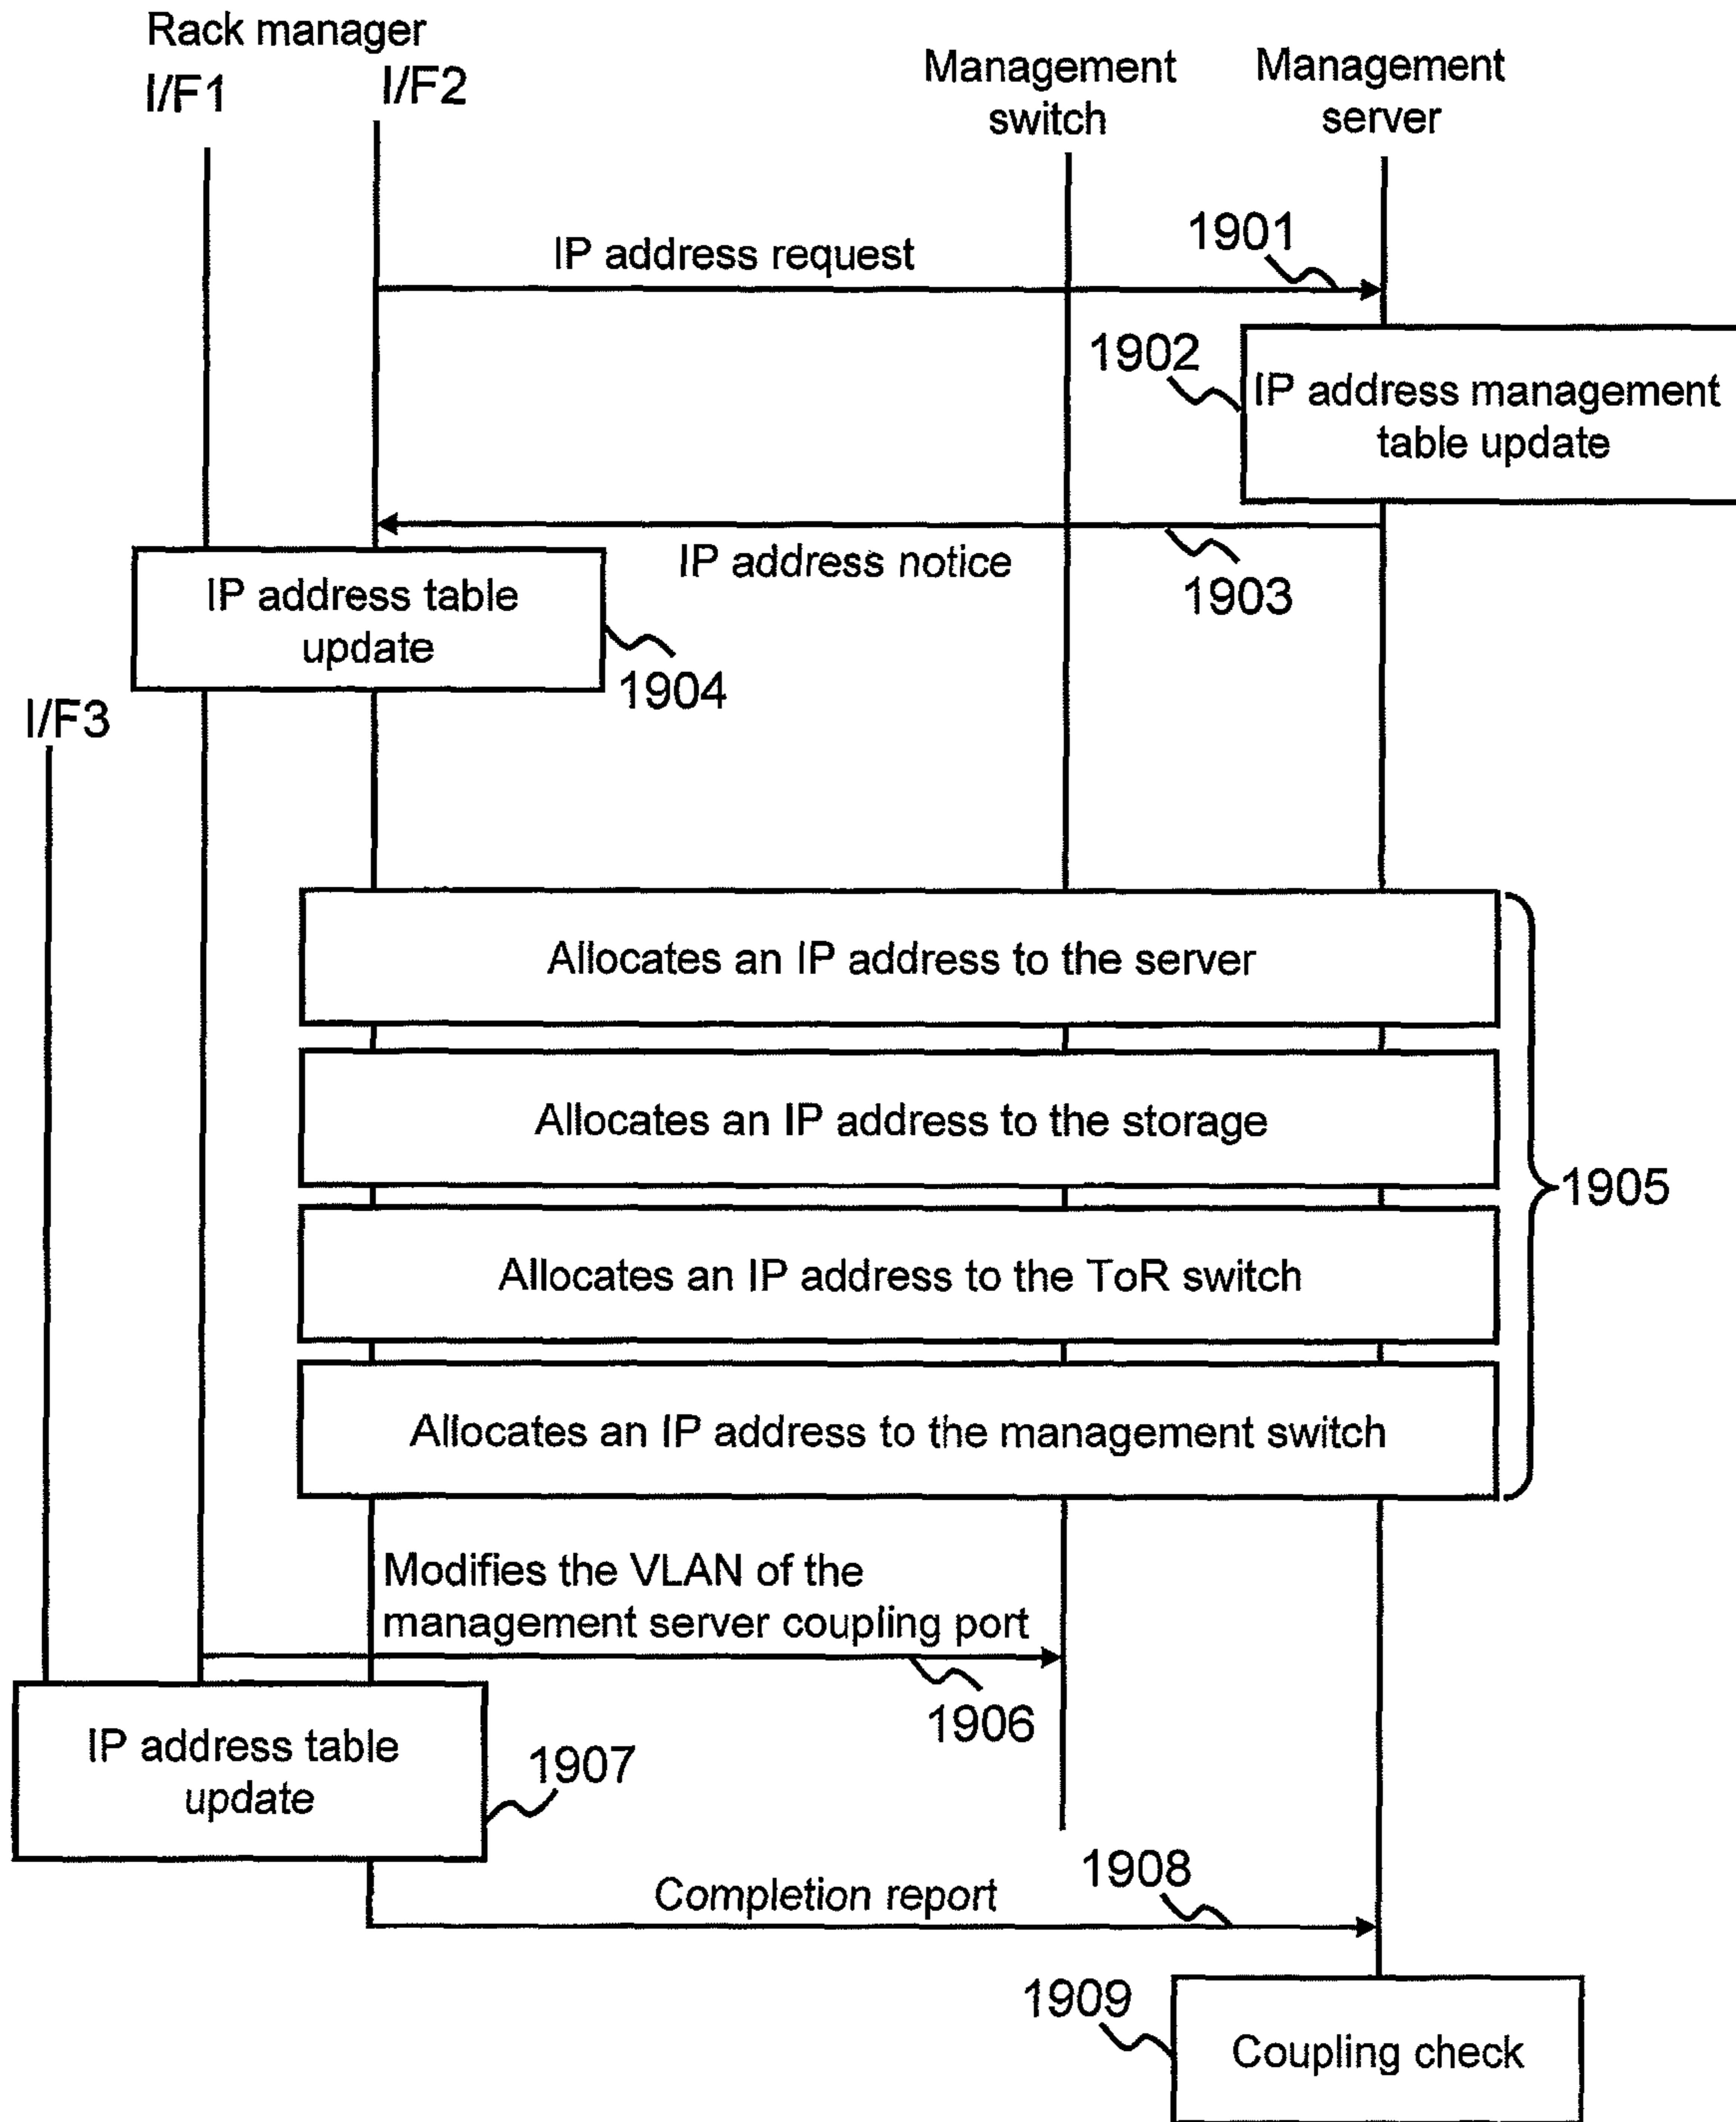 Rack manager
I/F1
I/F2
Management
switch
Management
server
IP address request
1901
1902
IP address management
table update
IP address notice
1903
IP address table
update
1904
I/F3
Allocates an IP address to the server
Allocates an IP address to the storage
Allocates an IP address to the ToR switch
Allocates an IP address to the management switch
1905
Modifies the VLAN of the
management server coupling port
1906
IP address table
update
1907
1908
Completion report
1909
Coupling check